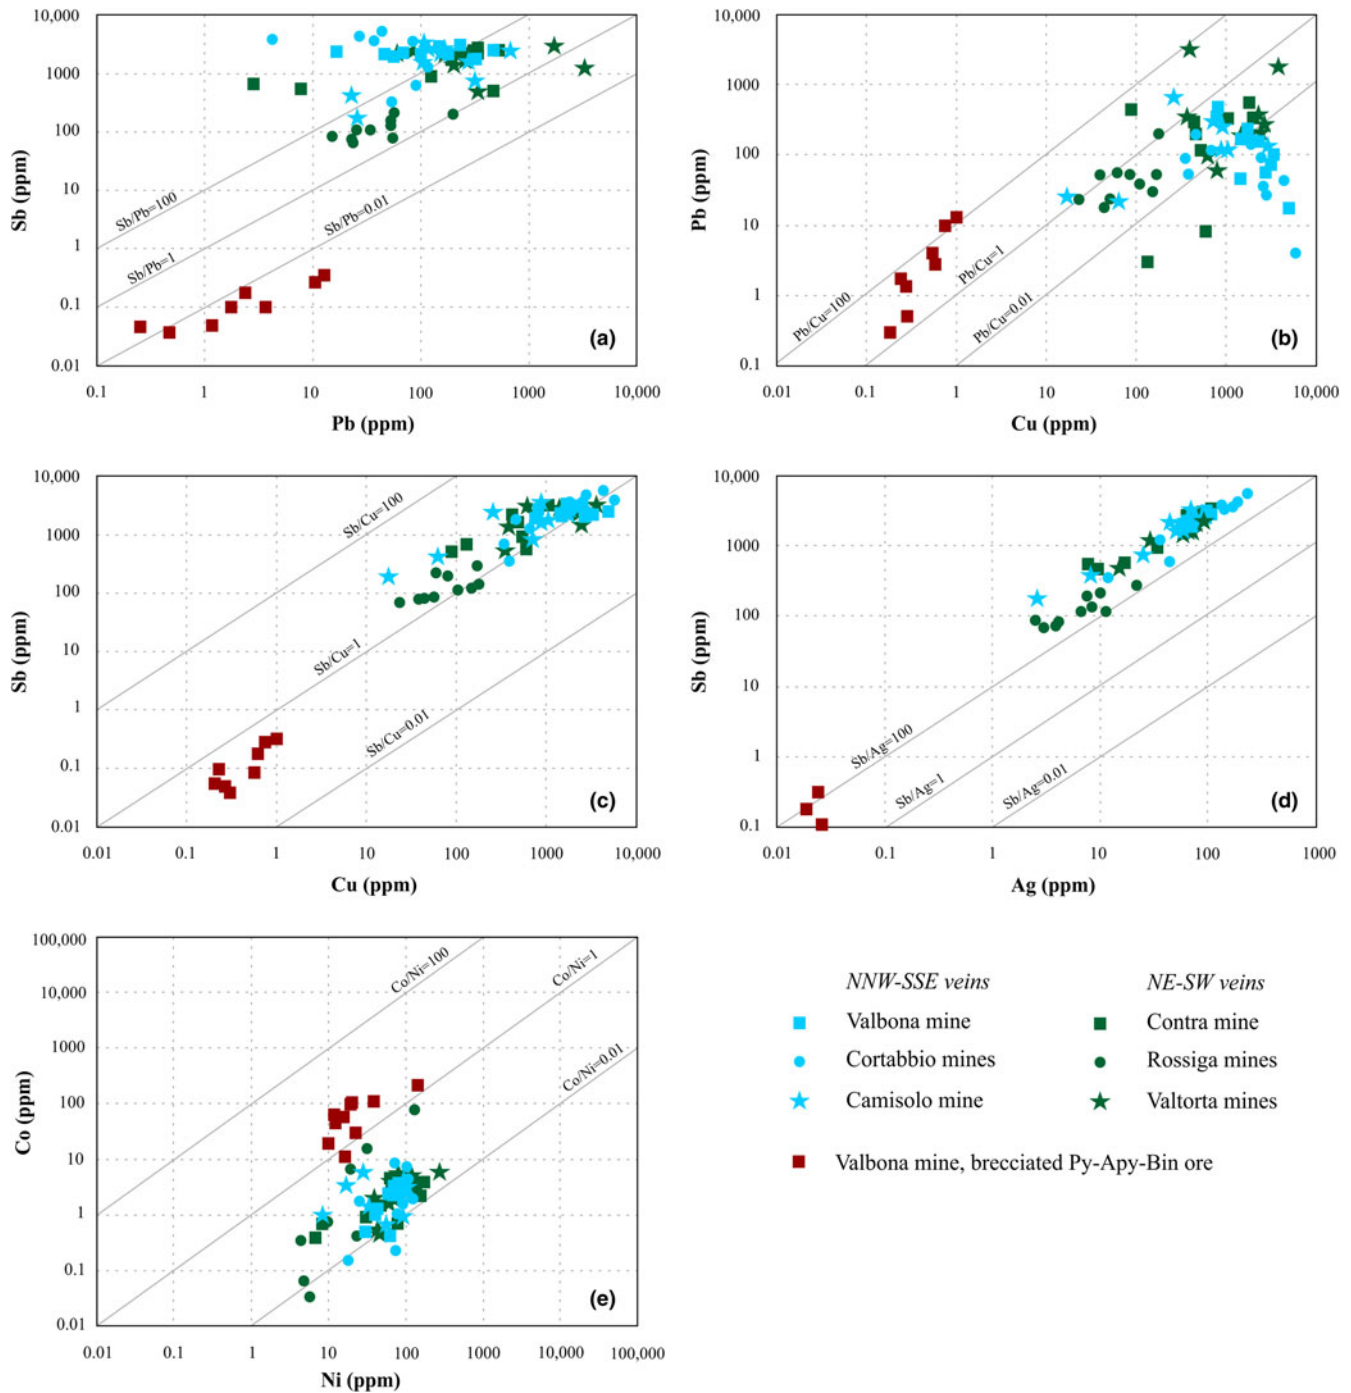 10,000
1000
100
10
1
0.1
0.01
Sb (ppm)
Sb/Pb=100
Sb/Pb=1
Sb/Pb=0.01
(a)
0.1
1
10
100
1000
10,000
Pb (ppm)
10,000
1000
100
10
1
0.1
Pb (ppm)
Pb/Cu=100
Pb/Cu=1
Pb/Cu=0.01
(b)
0.01
0.1
1
10
100
1000
10,000
Cu (ppm)
10,000
1000
100
10
1
0.1
0.01
Sb (ppm)
Sb/Cu=100
Sb/Cu=1
Sb/Cu=0.01
(c)
0.01
0.1
1
10
100
1000
10,000
Cu (ppm)
10,000
1000
100
10
1
0.1
Sb (ppm)
Sb/Ag=100
Sb/Ag=1
Sb/Ag=0.01
(d)
0.01
0.1
1
10
100
1000
Ag (ppm)
100,000
10,000
1000
100
10
1
0.1
0.01
Co (ppm)
Co/Ni=100
Co/Ni=1
Co/Ni=0.01
(e)
0.01
0.1
1
10
100
1000
10,000
100,000
Ni (ppm)
NNW-SSE veins
Valbona mine
Cortabbio mines
Camisolo mine
NE-SW veins
Contra mine
Rossiga mines
Valtorta mines
Valbona mine, brecciated Py-Apy-Bin ore